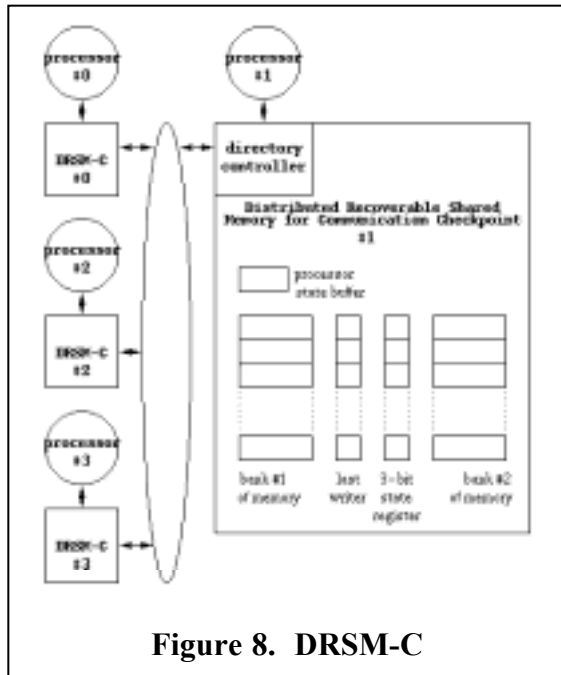 processor
#0
processor
#1
DRSM-C
#0
directory
controller
Distributed Recoverable Shared
Memory for Communication Checkpoint
#1
processor
#2
processor
state buffer
DRSM-C
#2
processor
#3
bank #1
of memory
last
writer
3-bit
state
register
bank #2
of memory
DRSM-C
#3
Figure 8. DRSM-C